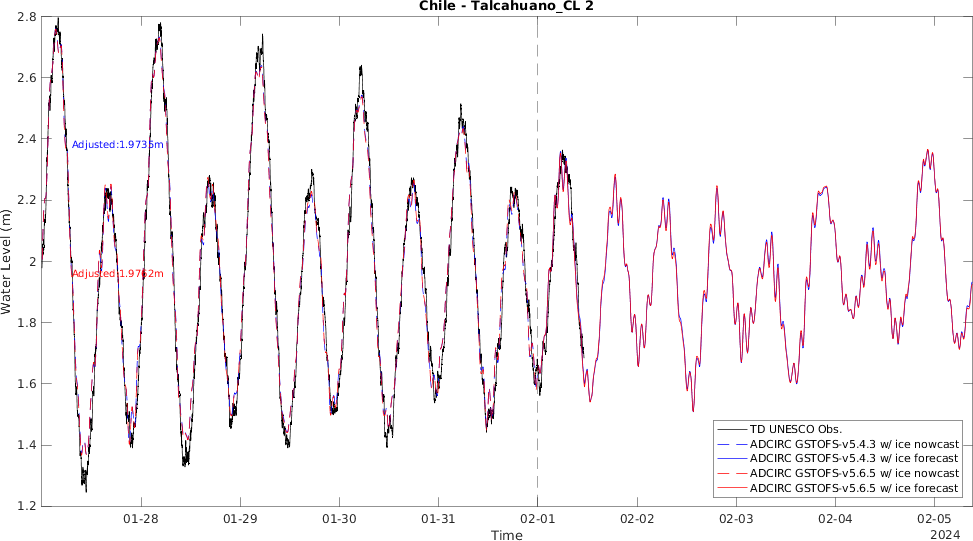 Chile - Talcahuano_CL 2
2.8
2.6
2.4
2.2
2
1.8
1.6
1.4
1.2
Water Level (m)
Adjusted:1.9735m
Adjusted:1.9762m
TD UNESCO Obs.
ADCIRC GSTOFS-v5.4.3 w/ ice nowcast
ADCIRC GSTOFS-v5.4.3 w/ ice forecast
ADCIRC GSTOFS-v5.6.5 w/ ice nowcast
ADCIRC GSTOFS-v5.6.5 w/ ice forecast
01-28 01-29 01-30 01-31 02-01 02-02 02-03 02-04 02-05
Time 2024